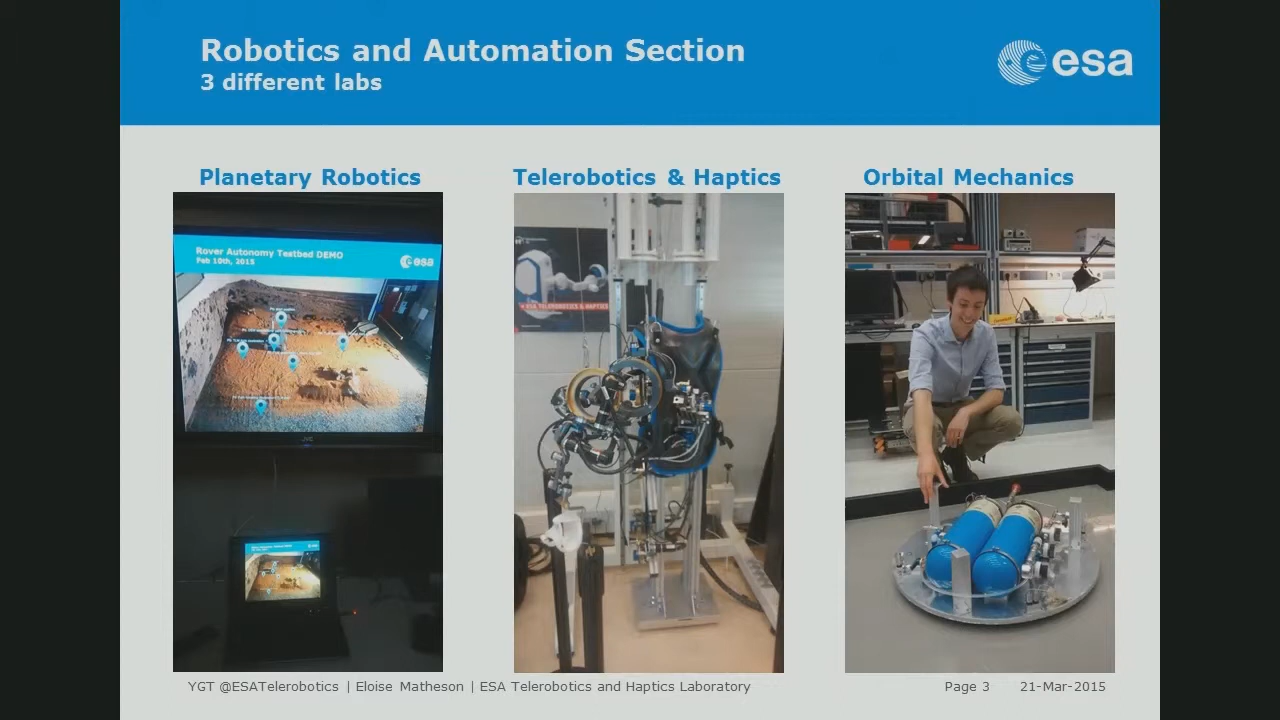 Robotics and Automation Section
3 different labs
esa
Planetary Robotics
Telerobotics & Haptics
Orbital Mechanics
Rover Autonomy Testbed DEMO
Feb 10th, 2015
esa
JVC
ESA TELEROBOTICS & HAPTICS
YGT @ESATelerobotics | Eloise Matheson | ESA Telerobotics and Haptics Laboratory
Page 3
21-Mar-2015